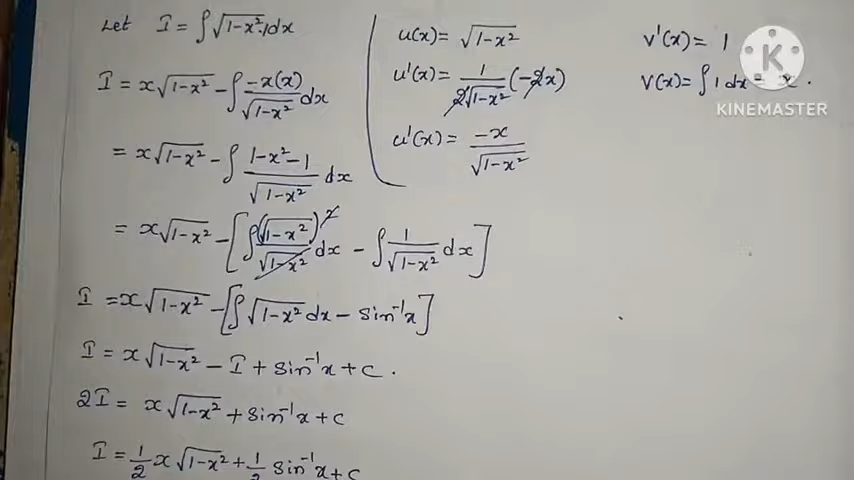 Let I = ∫ √(1-x²)·1 dx
I = x√(1-x²) - ∫ -x(x)/√(1-x²) dx
= x√(1-x²) - ∫ (1-x²-1)/√(1-x²) dx
= x√(1-x²) - [∫ (√(1-x²))²/√(1-x²) dx - ∫ 1/√(1-x²) dx]
I = x√(1-x²) - [∫ √(1-x²) dx - sin⁻¹x]
I = x√(1-x²) - I + sin⁻¹x + c.
2I = x√(1-x²) + sin⁻¹x + c
I = 1/2 x√(1-x²) + 1/2 sin⁻¹x + c
u(x) = √(1-x²)
u'(x) = 1/(2√(1-x²)) (-2x)
u'(x) = -x/√(1-x²)
v'(x) = 1
v(x) = ∫ 1 dx = x.
K
KINEMASTER